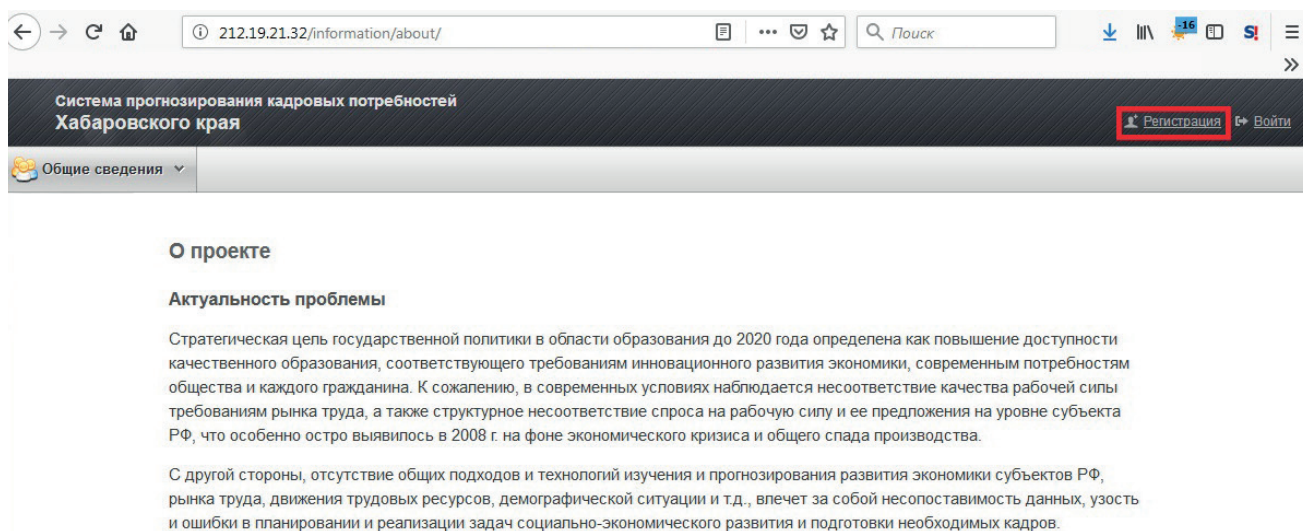 212.19.21.32/information/about/
Поиск
-16
S!
Система прогнозирования кадровых потребностей
Хабаровского края
Регистрация Войти
Общие сведения
О проекте
Актуальность проблемы
Стратегическая цель государственной политики в области образования до 2020 года определена как повышение доступности
качественного образования, соответствующего требованиям инновационного развития экономики, современным потребностям
общества и каждого гражданина. К сожалению, в современных условиях наблюдается несоответствие качества рабочей силы
требованиям рынка труда, а также структурное несоответствие спроса на рабочую силу и ее предложения на уровне субъекта
РФ, что особенно остро выявилось в 2008 г. на фоне экономического кризиса и общего спада производства.
С другой стороны, отсутствие общих подходов и технологий изучения и прогнозирования развития экономики субъектов РФ,
рынка труда, движения трудовых ресурсов, демографической ситуации и т.д., влечет за собой несопоставимость данных, узость
и ошибки в планировании и реализации задач социально-экономического развития и подготовки необходимых кадров.